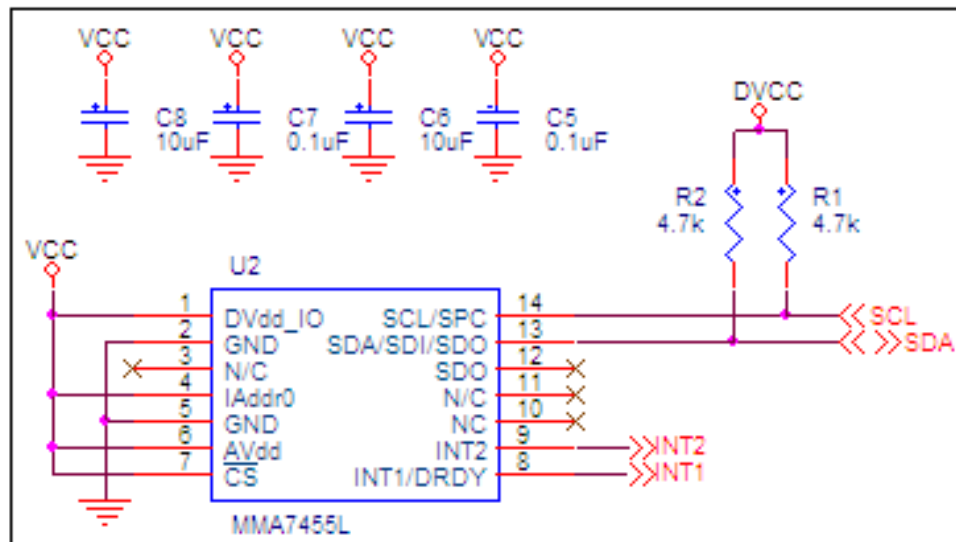 VCC VCC VCC VCC
C8 C7 C6 C5
10uF 0.1uF 10uF 0.1uF
DVCC
R2 R1
4.7k 4.7k
VCC
U2
1 DVdd_IO SCL/SPC 14 SCL
2 GND SDA/SDI/SDO 13 SDA
3 N/C SDO 12
4 IAddr0 N/C 11
5 GND NC 10
6 AVdd INT2 9 INT2
7 CS INT1/DRDY 8 INT1
MMA7455L